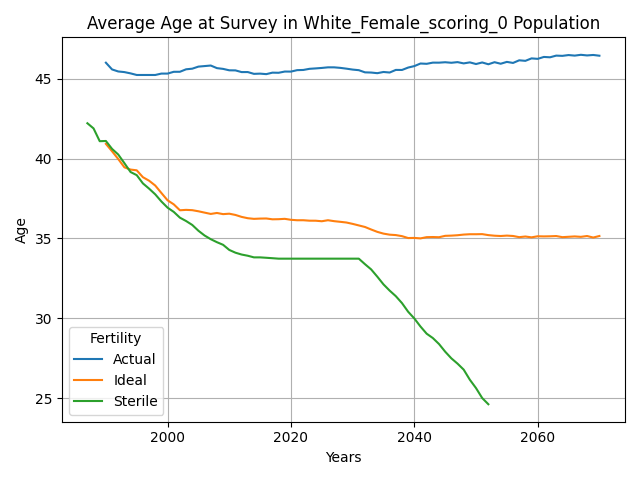 Average Age at Survey in White_Female_scoring_0 Population
45
40
35
30
25
Age
Fertility
Actual
Ideal
Sterile
2000
2020
2040
2060
Years